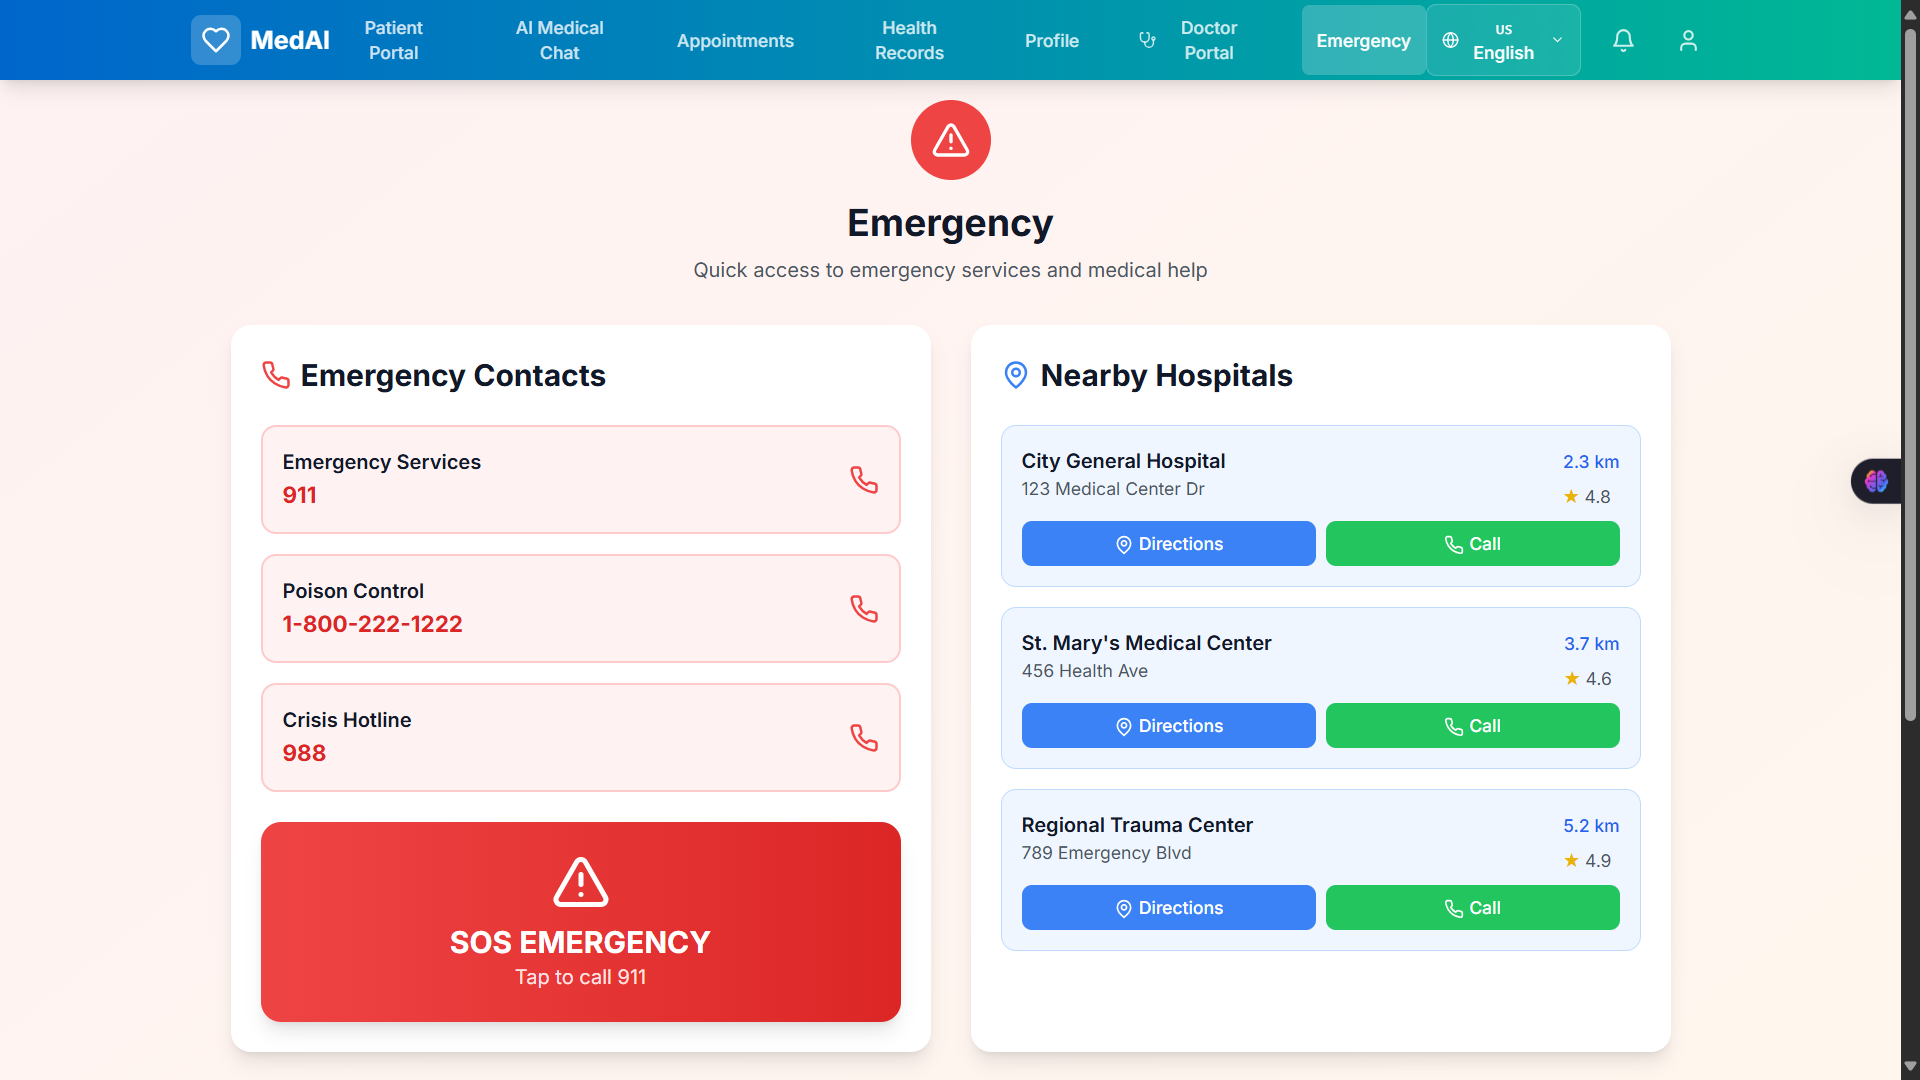 MedAI
Patient
Portal
AI Medical
Chat
Appointments
Health
Records
Profile
Doctor
Portal
Emergency
US
English
Emergency
Quick access to emergency services and medical help
Emergency Contacts
Emergency Services
911
Poison Control
1-800-222-1222
Crisis Hotline
988
SOS EMERGENCY
Tap to call 911
Nearby Hospitals
City General Hospital
2.3 km
123 Medical Center Dr
★ 4.8
Directions
Call
St. Mary's Medical Center
3.7 km
456 Health Ave
★ 4.6
Directions
Call
Regional Trauma Center
5.2 km
789 Emergency Blvd
★ 4.9
Directions
Call